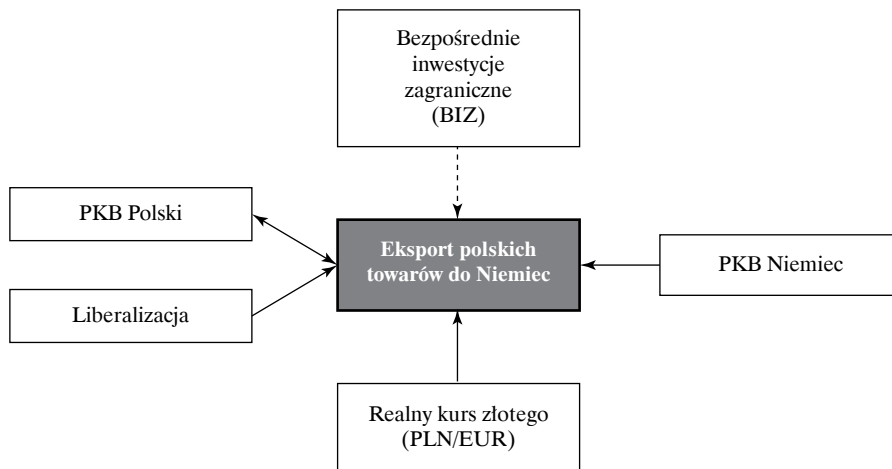 Bezpośrednie
inwestycje
zagraniczne
(BIZ)
PKB Polski
Eksport polskich
towarów do Niemiec
PKB Niemiec
Liberalizacja
Realny kurs złotego
(PLN/EUR)